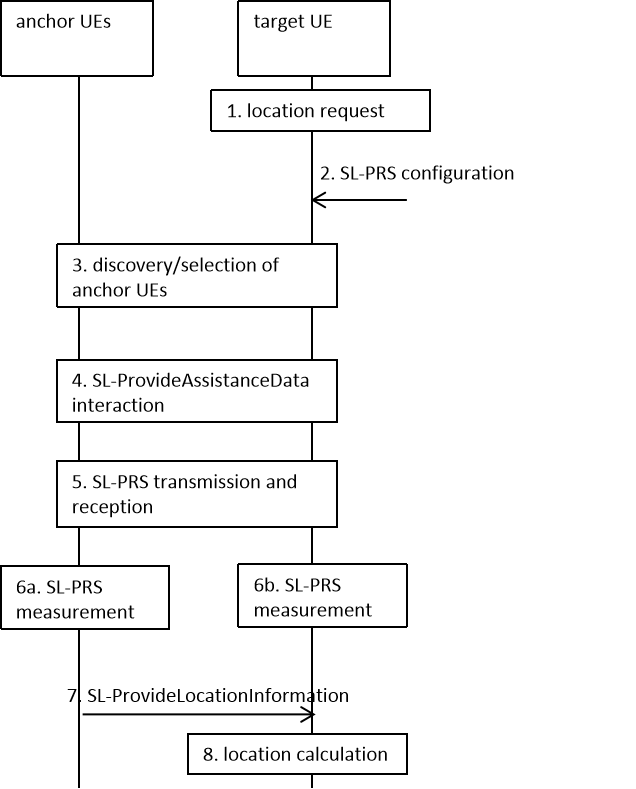 anchor UEs
target UE
1. location request
2. SL-PRS configuration
3. discovery/selection of
anchor UEs
4. SL-ProvideAssistanceData
interaction
5. SL-PRS transmission and
reception
6a. SL-PRS
measurement
6b. SL-PRS
measurement
7. SL-ProvideLocationInformation
8. location calculation